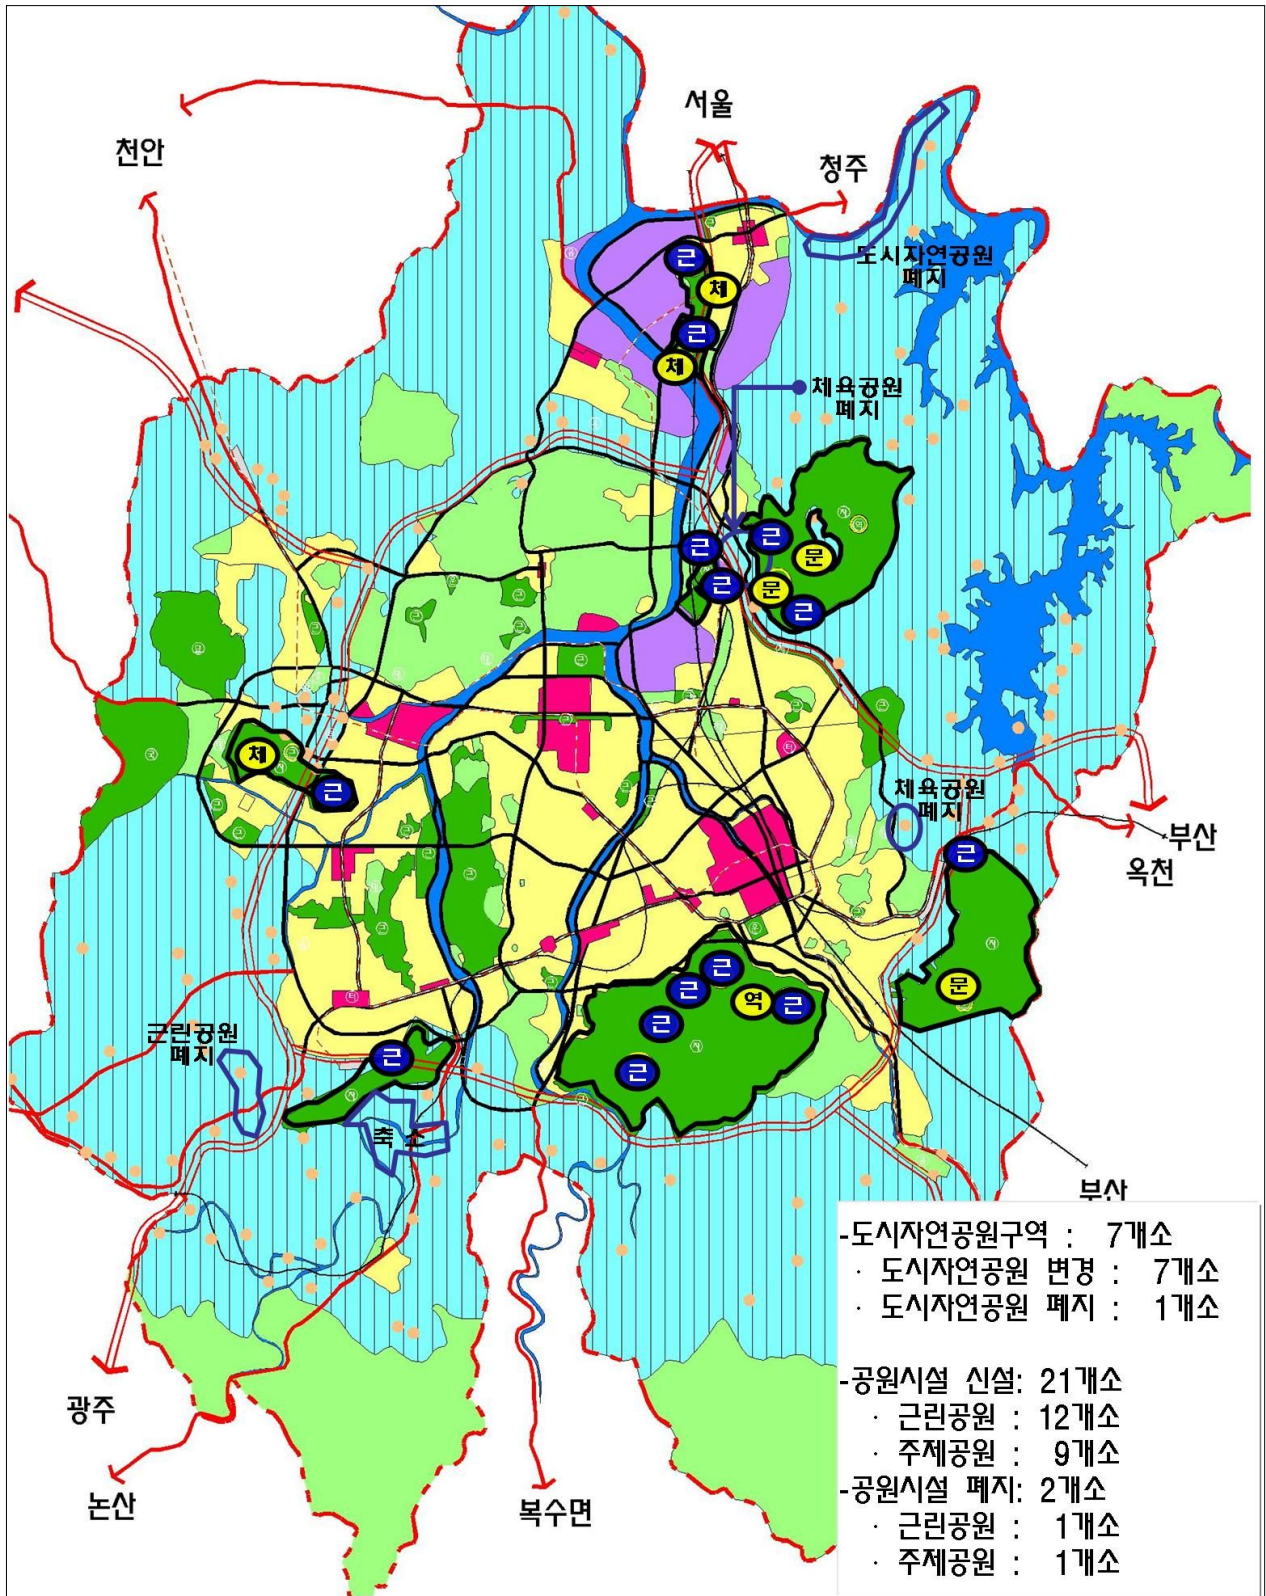 서울
천안
청주
도시자연공원
폐지
근
체
근
체
체육공원
폐지
근
근
문
근
문
근
체
근
체육공원
폐지
부산
옥천
근
근
근
역
근
문
근
근
근린공원
폐지
근
축 소
부산
광주
논산
복수면
-도시자연공원구역 : 7개소
· 도시자연공원 변경 : 7개소
· 도시자연공원 폐지 : 1개소
-공원시설 신설: 21개소
· 근린공원 : 12개소
· 주제공원 : 9개소
-공원시설 폐지: 2개소
· 근린공원 : 1개소
· 주제공원 : 1개소